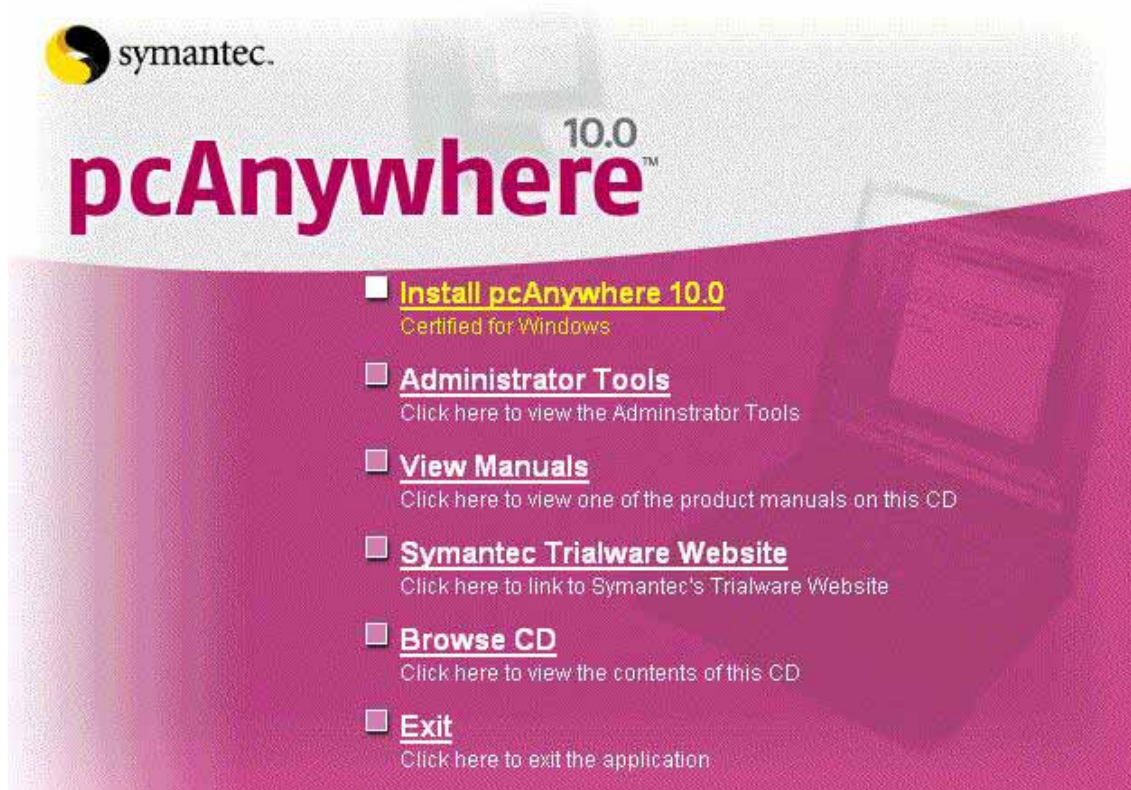 symantec.
10.0
pcAnywhere™
Install pcAnywhere 10.0
Certified for Windows
Administrator Tools
Click here to view the Adminstrator Tools
View Manuals
Click here to view one of the product manuals on this CD
Symantec Trialware Website
Click here to link to Symantec's Trialware Website
Browse CD
Click here to view the contents of this CD
Exit
Click here to exit the application